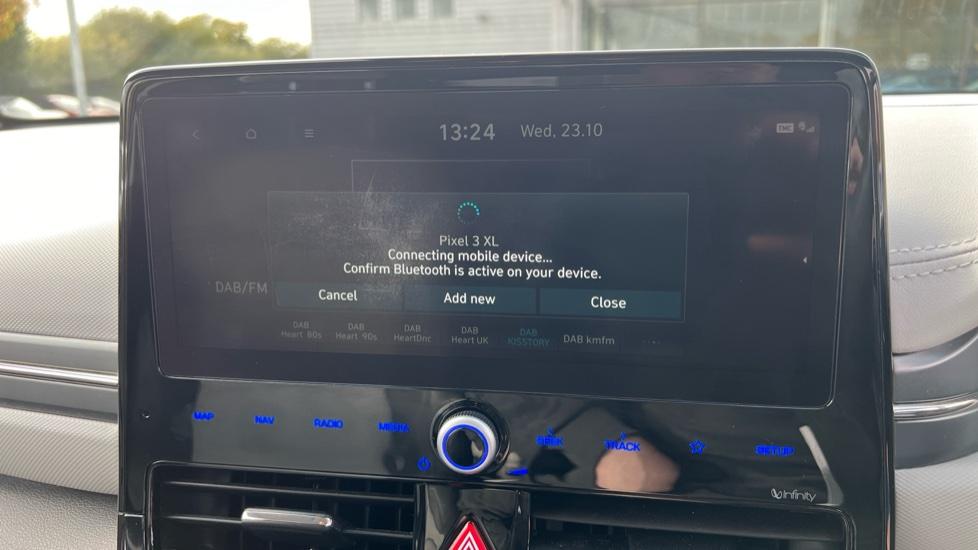 13:24 Wed, 23.10
Pixel 3 XL
Connecting mobile device...
Confirm Bluetooth is active on your device.
DAB/FM
Cancel Add new Close
DAB DAB DAB DAB DAB DAB kmfm
Heart 80s Heart 90s HeartDnc Heart UK KISSTORY
MAP NAV RADIO MEDIA SEEK TRACK SETUP
Infinity